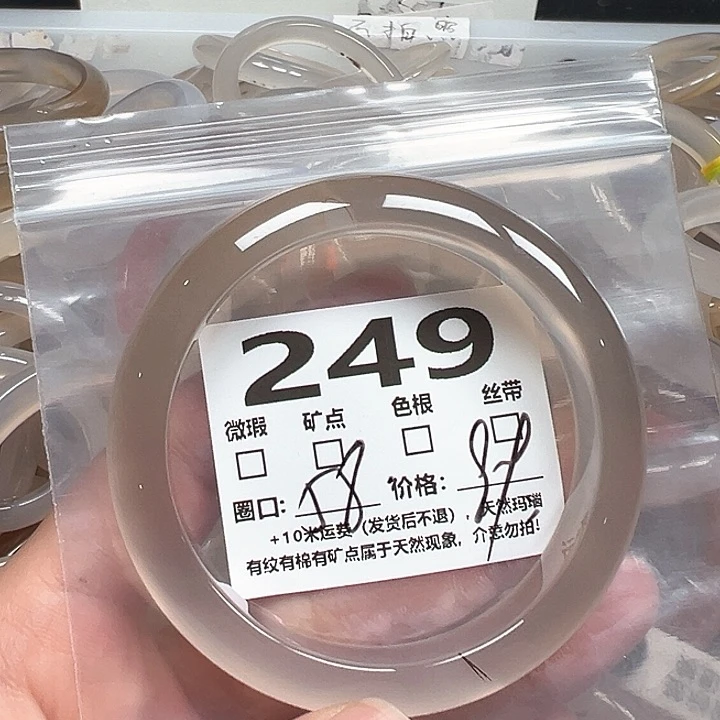 249
微瑕 矿点 色根 丝带
圈口: 58 价格:
+10米运费（发货后不退），天然玛瑙
有纹有棉有矿点属于天然现象，介意勿拍!